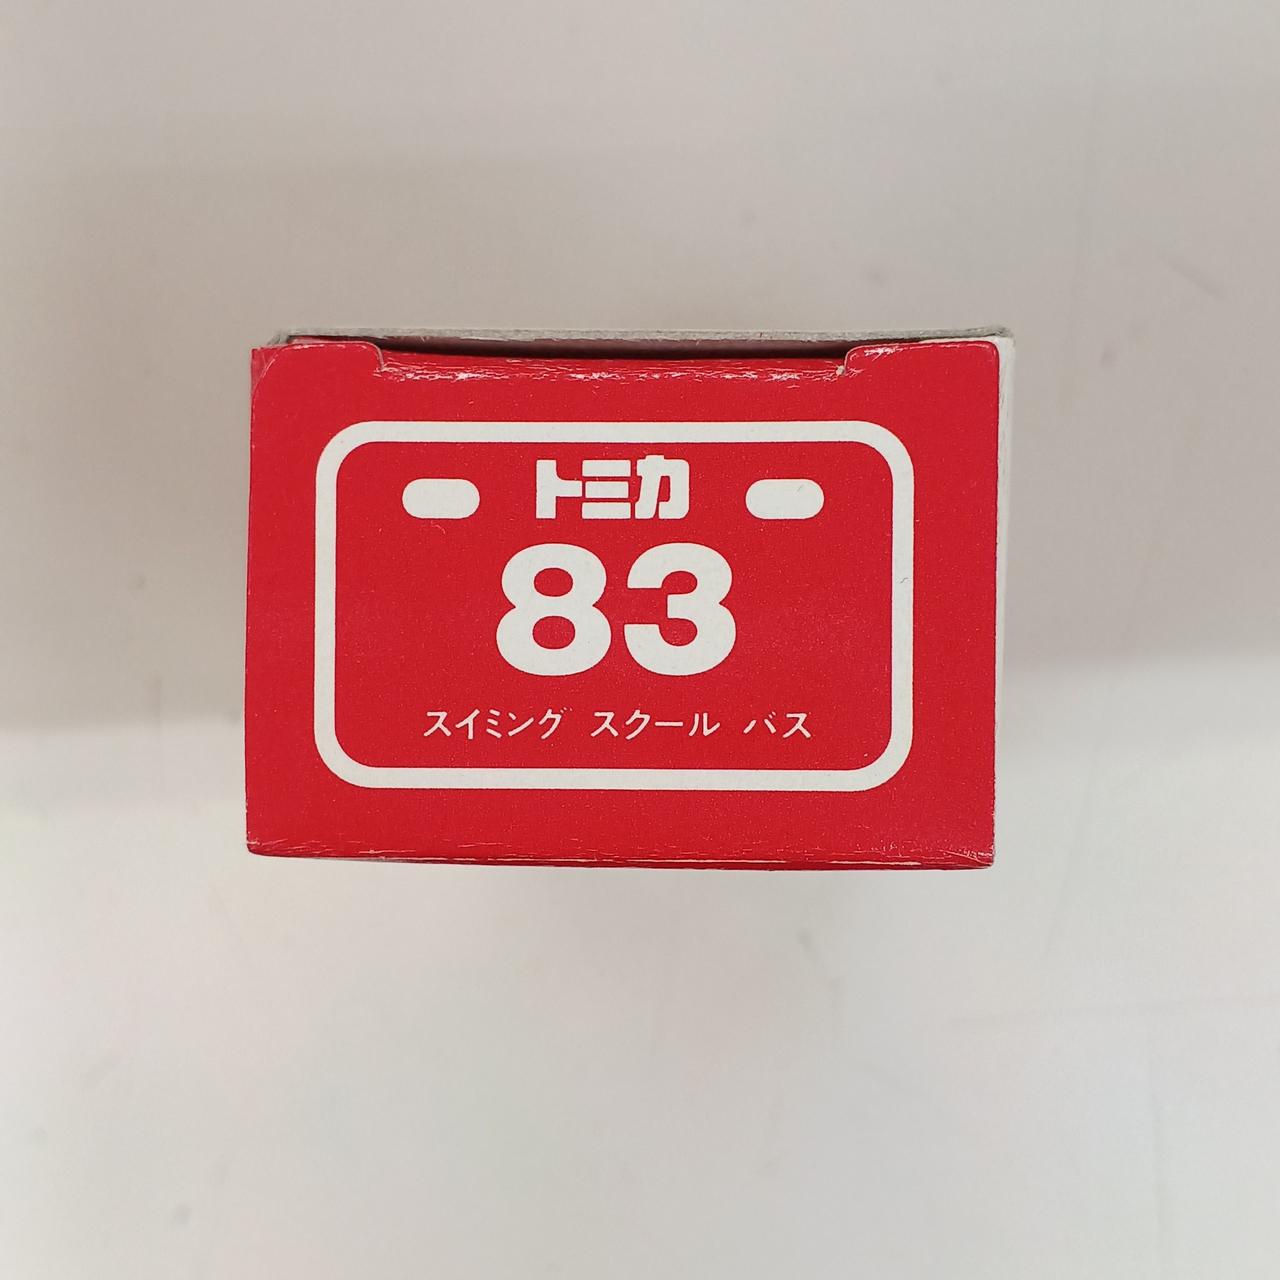 トミカ
83
スイミング スクール バス